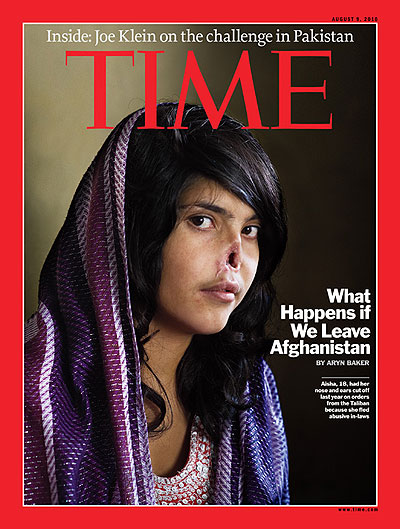 AUGUST 9, 2010
Inside: Joe Klein on the challenge in Pakistan
TIME
What
Happens if
We Leave
Afghanistan
BY ARYN BAKER
Aisha, 18, had her
nose and ears cut off
last year on orders
from the Taliban
because she fled
abusive in-laws
www.time.com